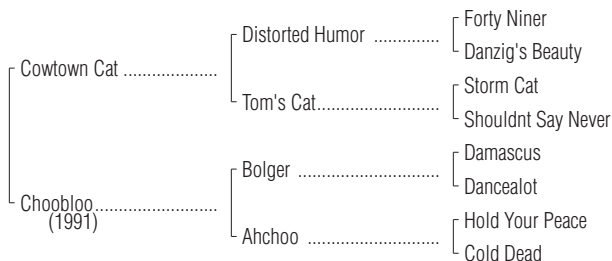 Forty Niner
Distorted Humor ..............
Danzig's Beauty
Cowtown Cat ....................
Storm Cat
Tom's Cat..........................
Shouldnt Say Never
Damascus
Bolger ..............................
Dancealot
Choobloo..........................
(1991)
Hold Your Peace
Ahchoo ............................
Cold Dead